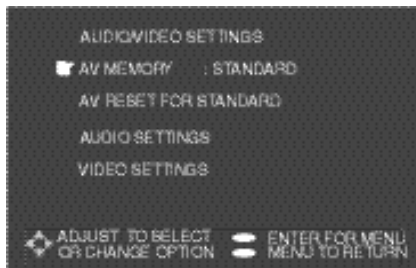 AUDIO/VIDEO SETTINGS
AV MEMORY : STANDARD
AV RESET FOR STANDARD
AUDIO SETTINGS
VIDEO SETTINGS
ADJUST TO SELECT
OR CHANGE OPTION
ENTER FOR MENU
MENU TO RETURN